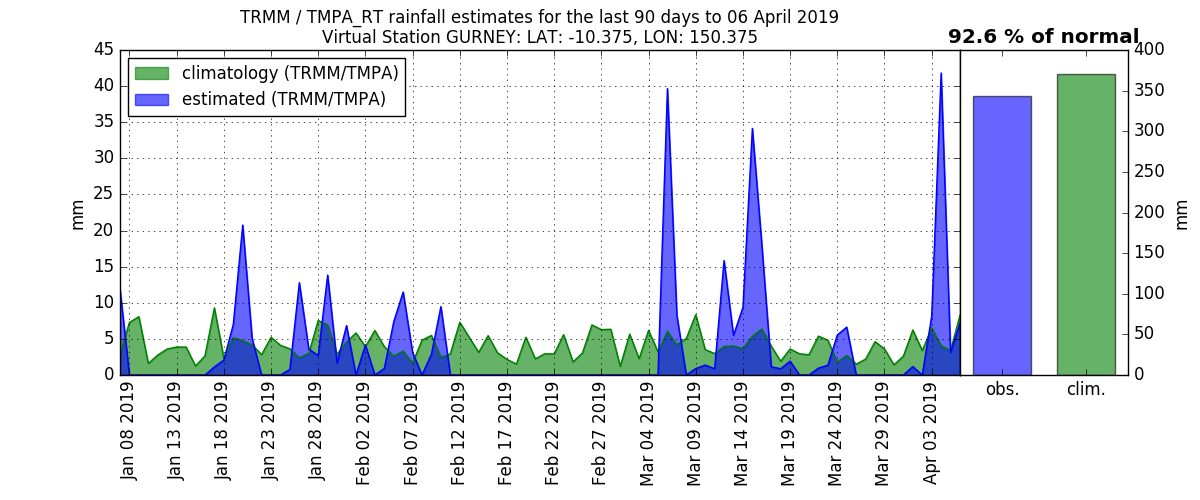 TRMM / TMPA_RT rainfall estimates for the last 90 days to 06 April 2019
Virtual Station GURNEY: LAT: -10.375, LON: 150.375
92.6 % of normal
climatology (TRMM/TMPA)
estimated (TRMM/TMPA)
mm
45
40
35
30
25
20
15
10
5
0
Jan 08 2019
Jan 13 2019
Jan 18 2019
Jan 23 2019
Jan 28 2019
Feb 02 2019
Feb 07 2019
Feb 12 2019
Feb 17 2019
Feb 22 2019
Feb 27 2019
Mar 04 2019
Mar 09 2019
Mar 14 2019
Mar 19 2019
Mar 24 2019
Mar 29 2019
Apr 03 2019
obs.
clim.
400
350
300
250
200
150
100
50
0
mm